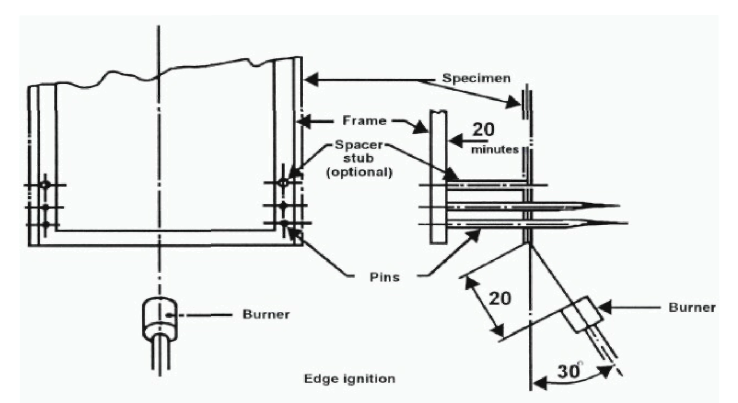 Specimen
Frame
20
minutes
Spacer
stub
(optional)
Pins
20
Burner
Burner
30°
Edge ignition